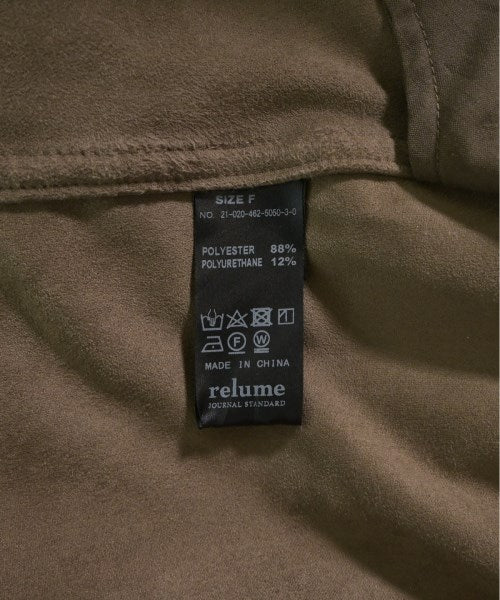 SIZE F
NO. 21-020-462-5050-3-0
POLYESTER 88%
POLYURETHANE 12%
F W
MADE IN CHINA
relume
JOURNAL STANDARD